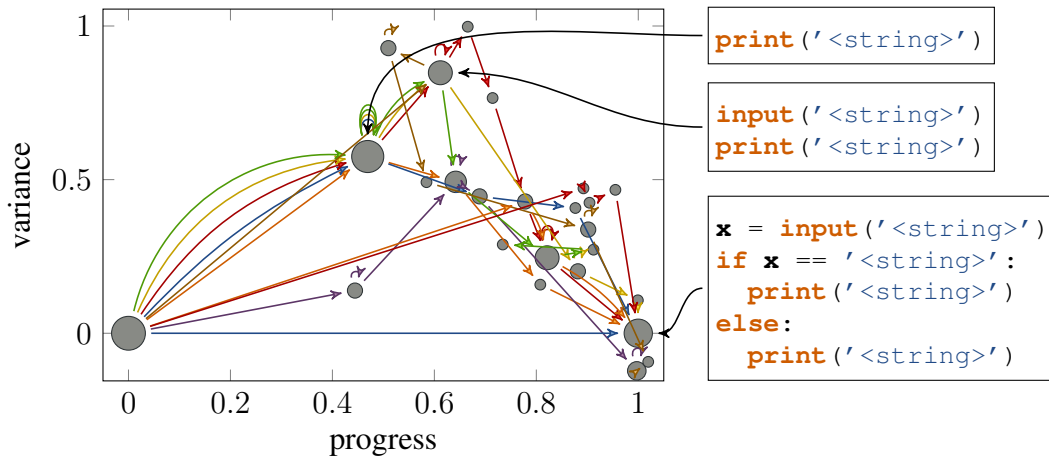 1
0.5
0
variance
0
0.2
0.4
0.6
0.8
1
progress
print('<string>')
input('<string>')
print('<string>')
x = input('<string>')
if x == '<string>':
  print('<string>')
else:
  print('<string>')